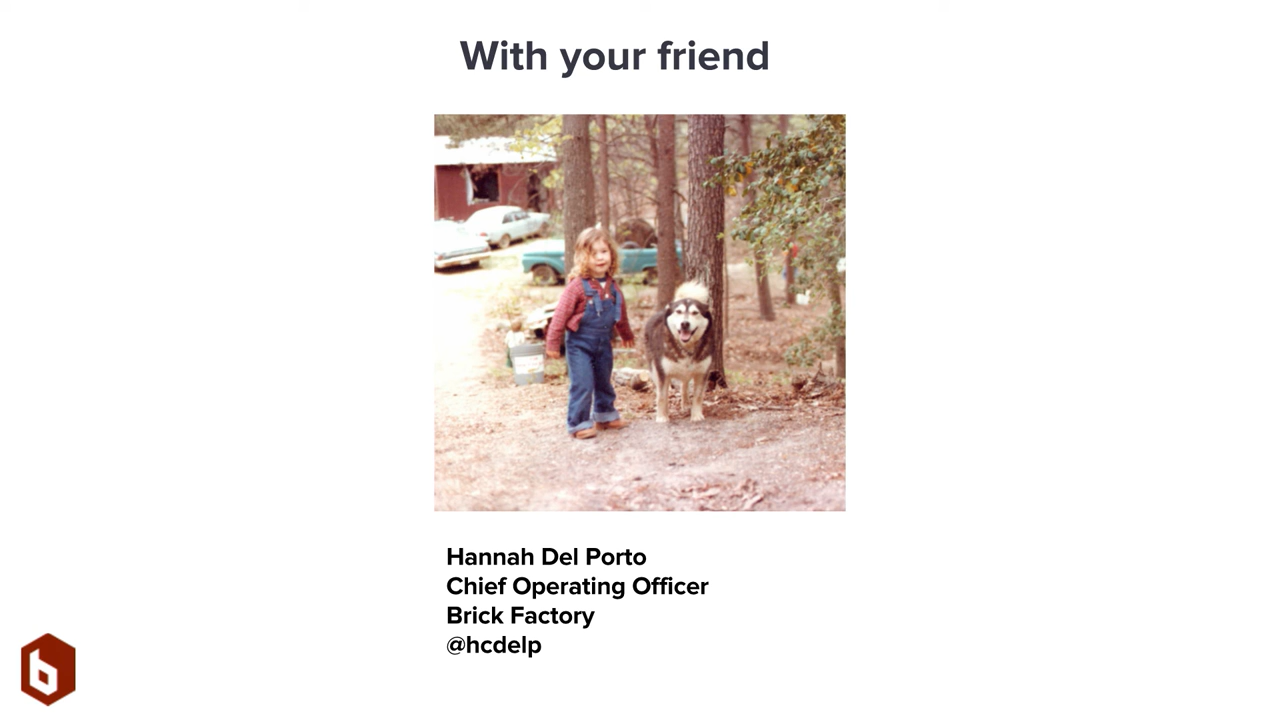 With your friend
Hannah Del Porto
Chief Operating Officer
Brick Factory
@hcdelp